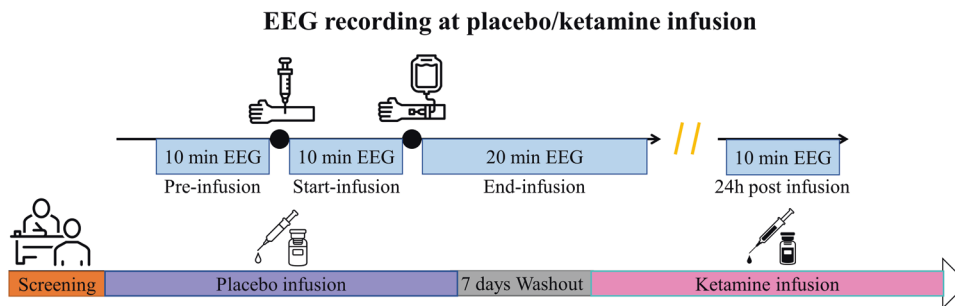 EEG recording at placebo/ketamine infusion
10 min EEG
10 min EEG
20 min EEG
10 min EEG
Pre-infusion
Start-infusion
End-infusion
24h post infusion
Screening
Placebo infusion
7 days Washout
Ketamine infusion